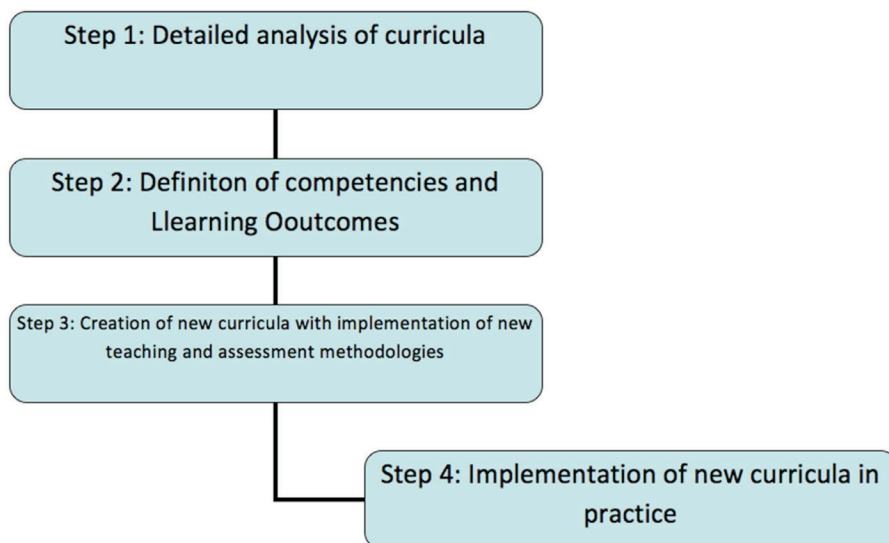 Step 1: Detailed analysis of curricula
Step 2: Definiton of competencies and
Llearning Ooutcomes
Step 3: Creation of new curricula with implementation of new
teaching and assessment methodologies
Step 4: Implementation of new curricula in
practice